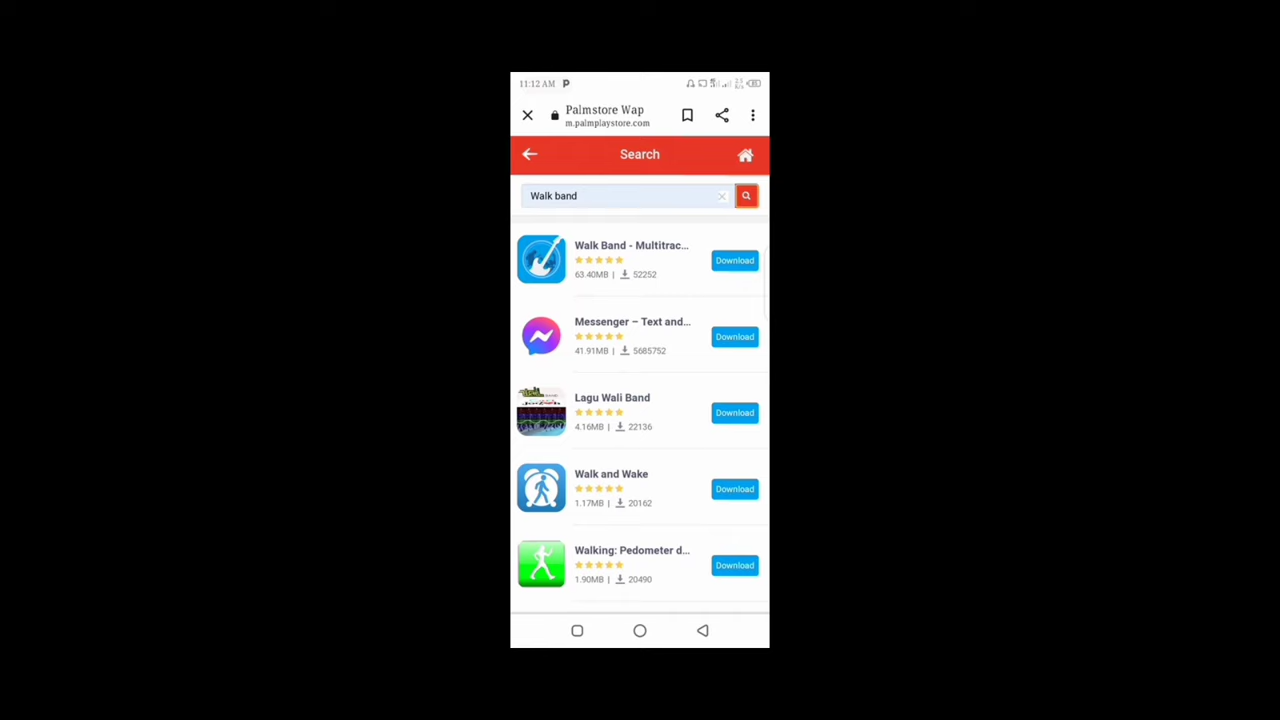 11:12 AM P
Palmstore Wap
m.palmplaystore.com
Search
Walk band
Walk Band - Multitrac...
63.40MB | 52252
Download
Messenger – Text and...
41.91MB | 5685752
Download
Lagu Wali Band
4.16MB | 22136
Download
Walk and Wake
1.17MB | 20162
Download
Walking: Pedometer d...
1.90MB | 20490
Download